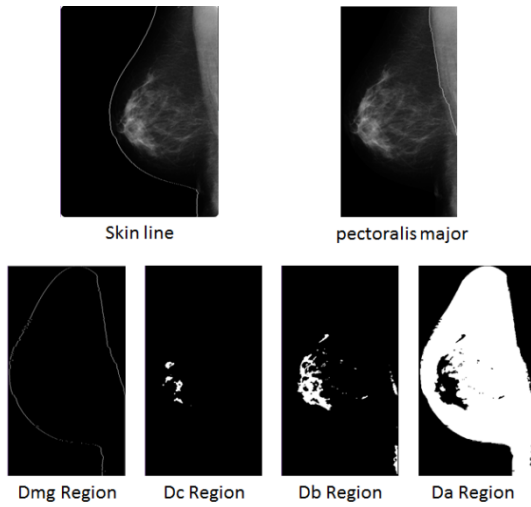 Skin line
pectoralis major
Dmg Region
Dc Region
Db Region
Da Region